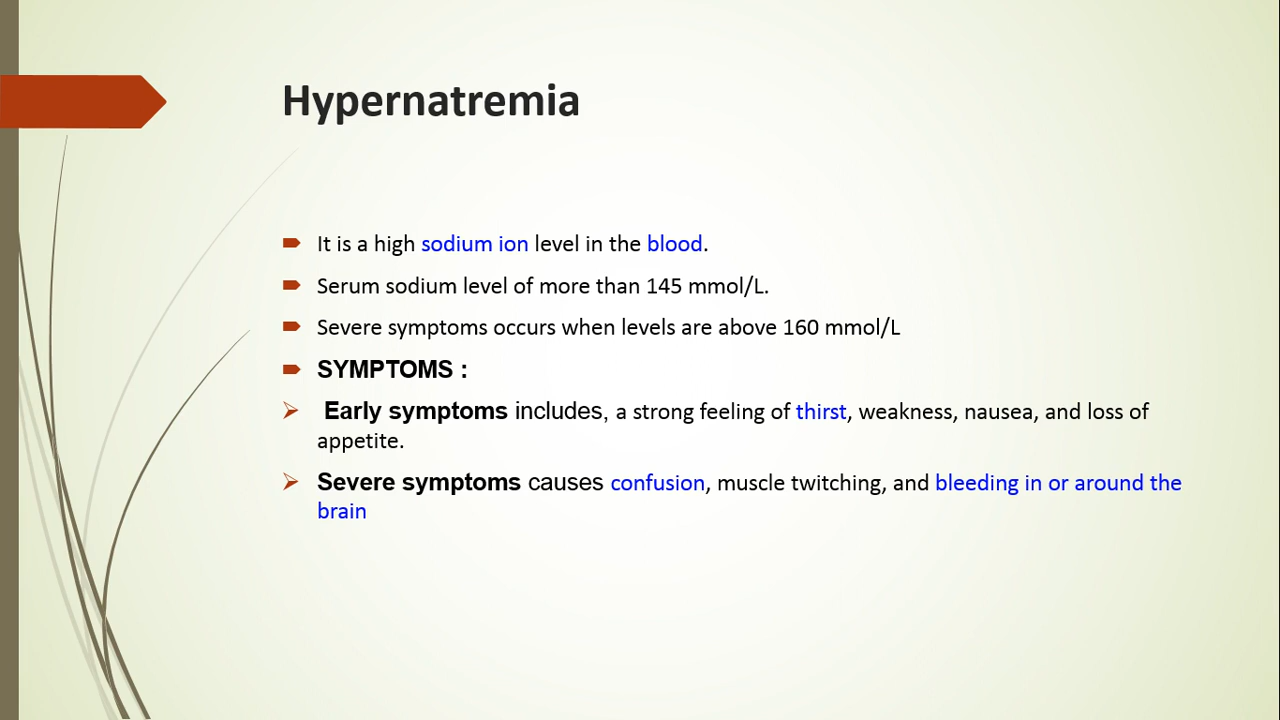 Hypernatremia
It is a high sodium ion level in the blood.
Serum sodium level of more than 145 mmol/L.
Severe symptoms occurs when levels are above 160 mmol/L
SYMPTOMS :
Early symptoms includes, a strong feeling of thirst, weakness, nausea, and loss of
appetite.
Severe symptoms causes confusion, muscle twitching, and bleeding in or around the
brain